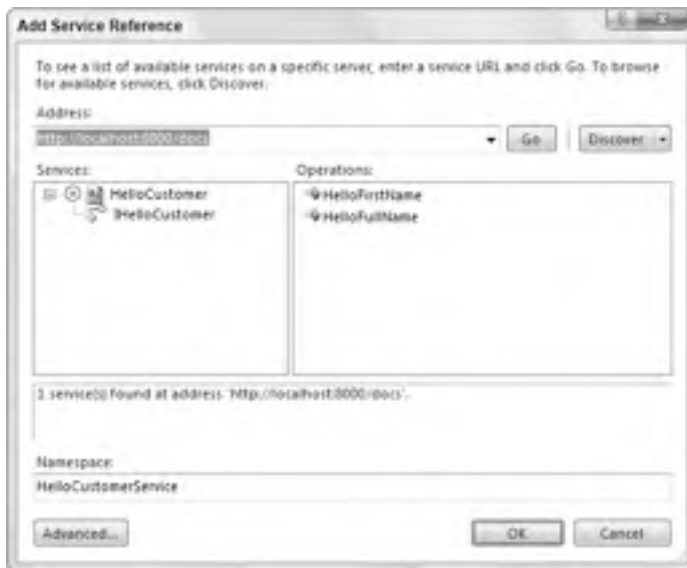 Add Service Reference
To see a list of available services on a specific server, enter a service URL and click Go. To browse
for available services, click Discover.
Address:
http://localhost:8000/docs
Go
Discover
Services:
Operations:
HelloCustomer
IHelloCustomer
HelloFirstName
HelloFullName
1 service(s) found at address 'http://localhost:8000/docs'.
Namespace:
HelloCustomerService
Advanced...
OK
Cancel